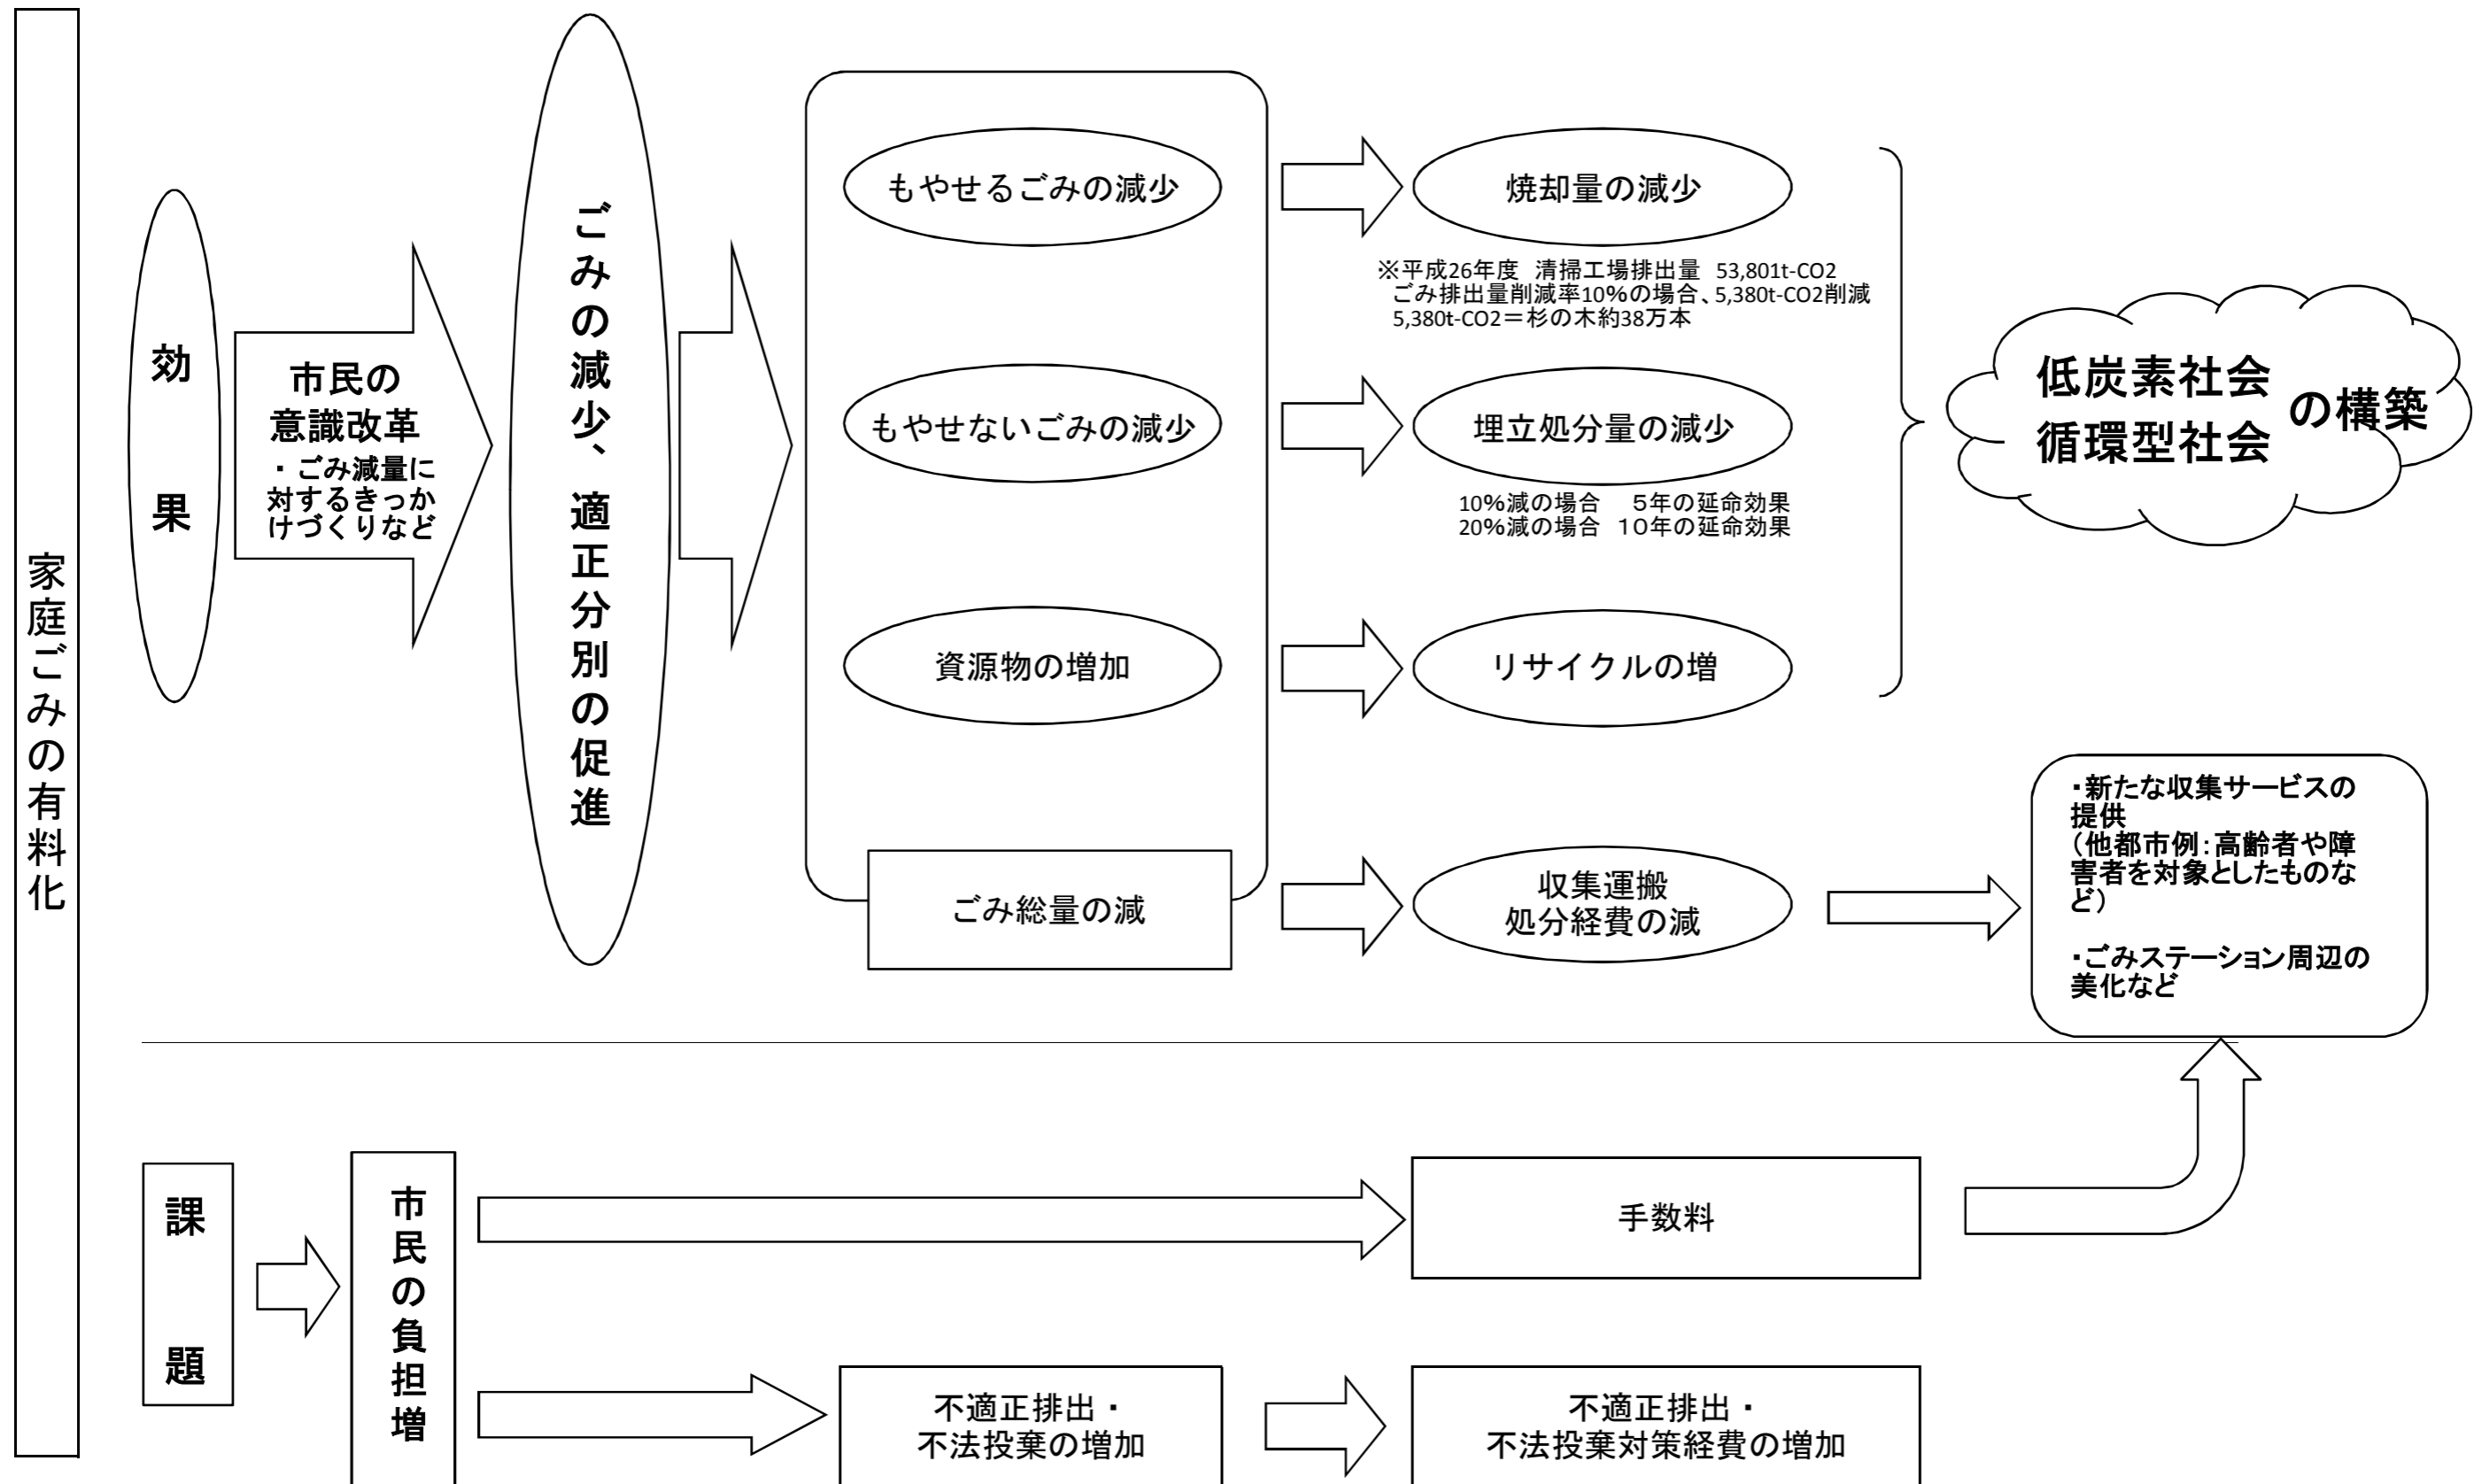 家庭ごみの有料化
効果
市民の
意識改革
・ごみ減量に
対するきっか
けづくりなど
ごみの減少、適正分別の促進
もやせるごみの減少
焼却量の減少
※平成26年度 清掃工場排出量 53,801t-CO2
ごみ排出量削減率10%の場合、5,380t-CO2削減
5,380t-CO2＝杉の木約38万本
もやせないごみの減少
埋立処分量の減少
10%減の場合 ５年の延命効果
20%減の場合 １０年の延命効果
資源物の増加
リサイクルの増
低炭素社会
循環型社会
の構築
ごみ総量の減
収集運搬
処分経費の減
・新たな収集サービスの
提供
（他都市例：高齢者や障
害者を対象としたものな
ど）
・ごみステーション周辺の
美化など
課題
市民の負担増
手数料
不適正排出・
不法投棄の増加
不適正排出・
不法投棄対策経費の増加